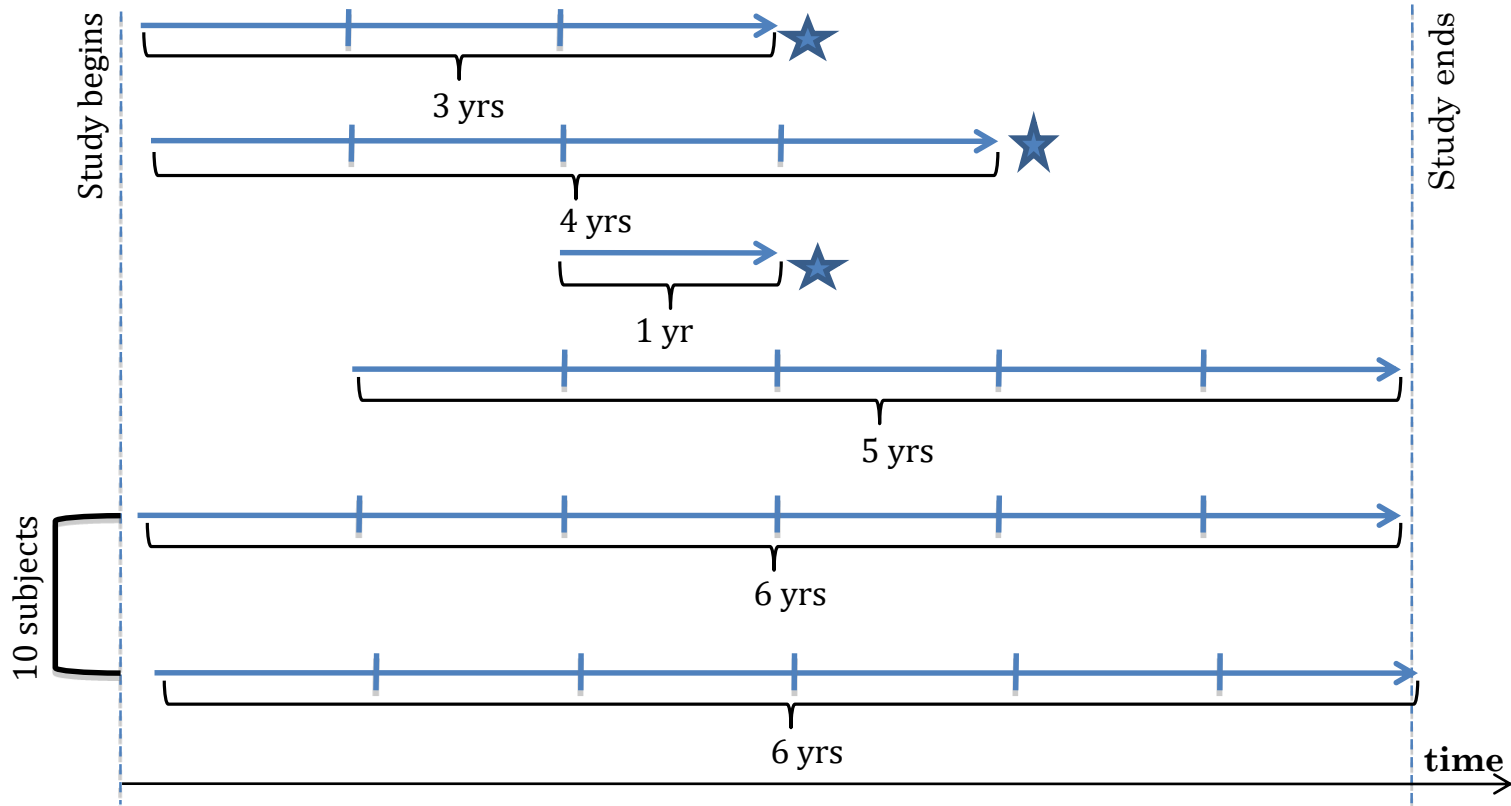 Study begins
Study ends
3 yrs
4 yrs
1 yr
5 yrs
10 subjects
6 yrs
6 yrs
time